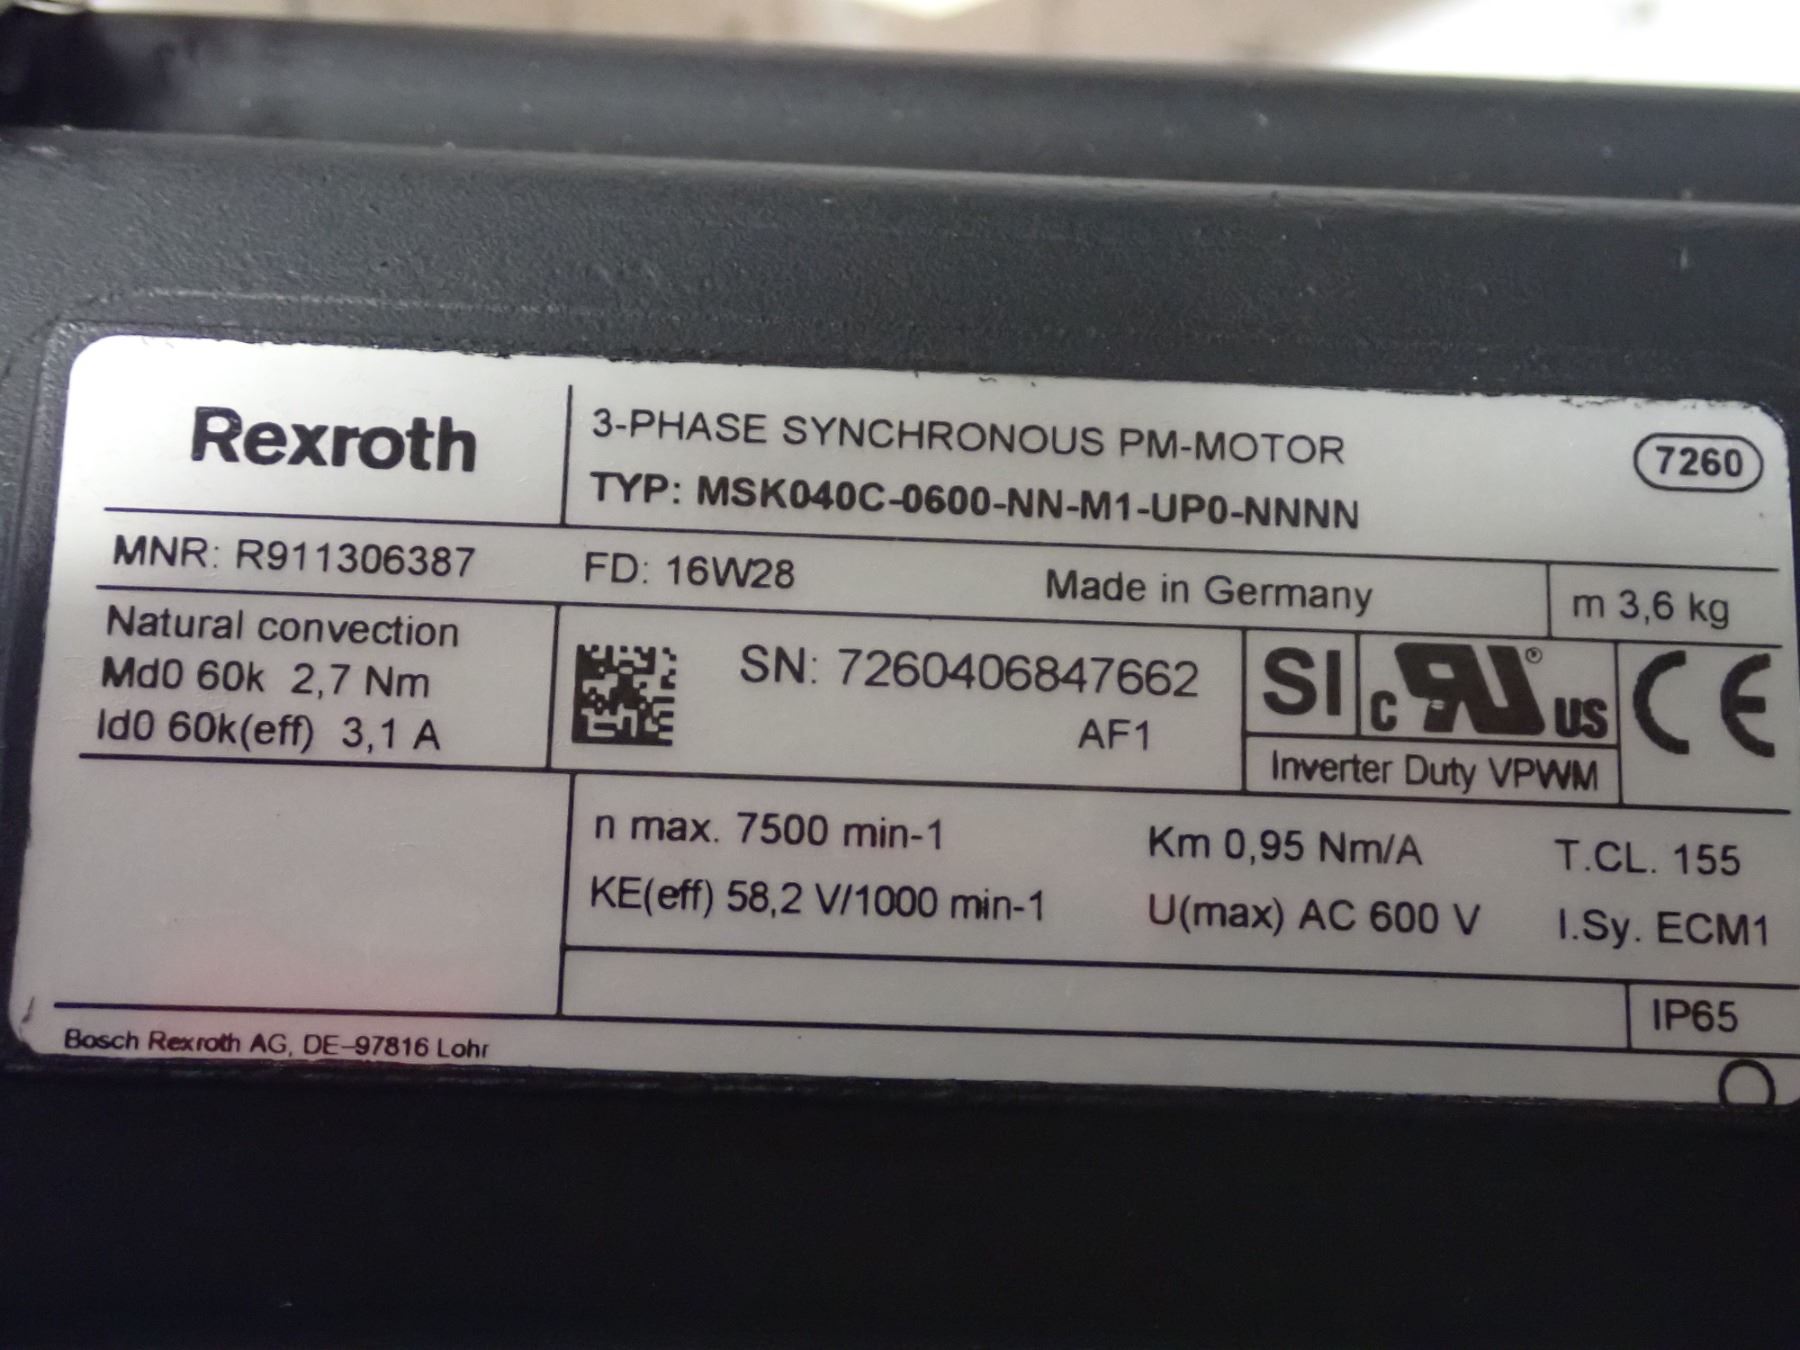 Rexroth
3-PHASE SYNCHRONOUS PM-MOTOR
7260
TYP: MSK040C-0600-NN-M1-UP0-NNNN
MNR: R911306387
FD: 16W28
Made in Germany
m 3,6 kg
Natural convection
Md0 60k 2,7 Nm
Id0 60k(eff) 3,1 A
SN: 7260406847662
AF1
SI
c RU ® US
Inverter Duty VPWM
CE
n max. 7500 min-1
Km 0,95 Nm/A
T.CL. 155
KE(eff) 58,2 V/1000 min-1
U(max) AC 600 V
I.Sy. ECM1
IP65
Bosch Rexroth AG, DE-97816 Lohr